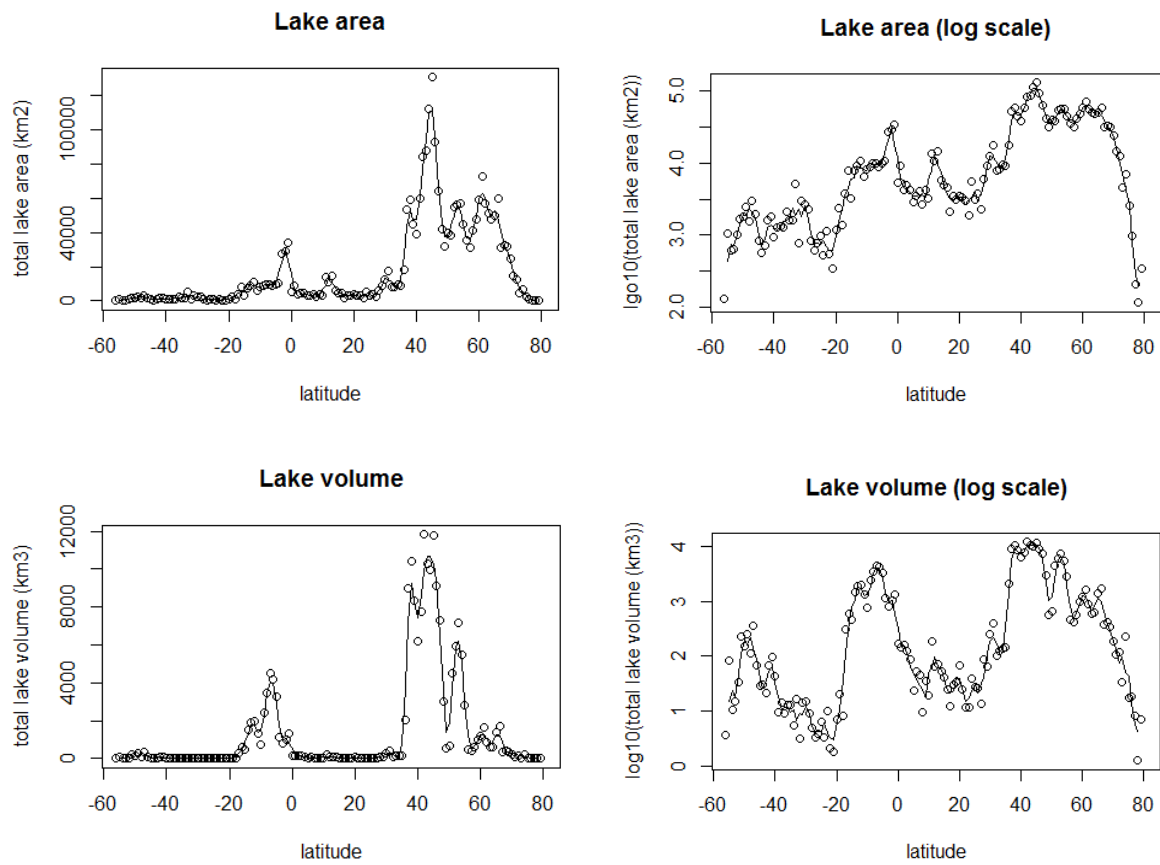 Lake area
total lake area (km2)
0 40000 100000
-60 -40 -20 0 20 40 60 80
latitude
Lake area (log scale)
lgo10(total lake area (km2))
2.0 3.0 4.0 5.0
-60 -40 -20 0 20 40 60 80
latitude
Lake volume
total lake volume (km3)
0 4000 8000 12000
-60 -40 -20 0 20 40 60 80
latitude
Lake volume (log scale)
log10(total lake volume (km3))
0 1 2 3 4
-60 -40 -20 0 20 40 60 80
latitude